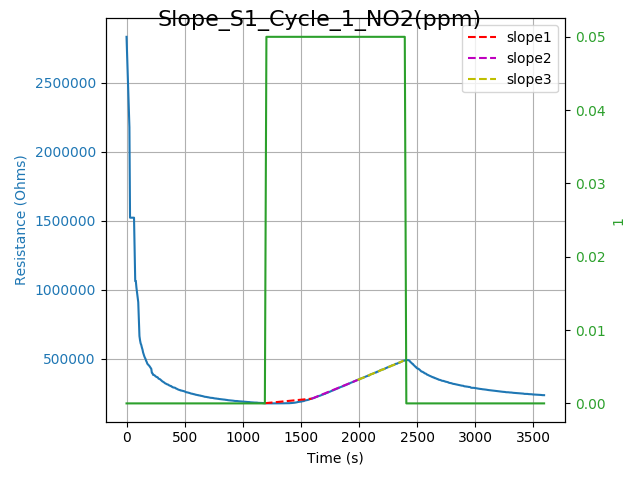 Slope_S1_Cycle_1_NO2(ppm)
slope1
slope2
slope3
Resistance (Ohms)
2500000
2000000
1500000
1000000
500000
0.05
0.04
0.03
0.02
0.01
0.00
1
0 500 1000 1500 2000 2500 3000 3500
Time (s)